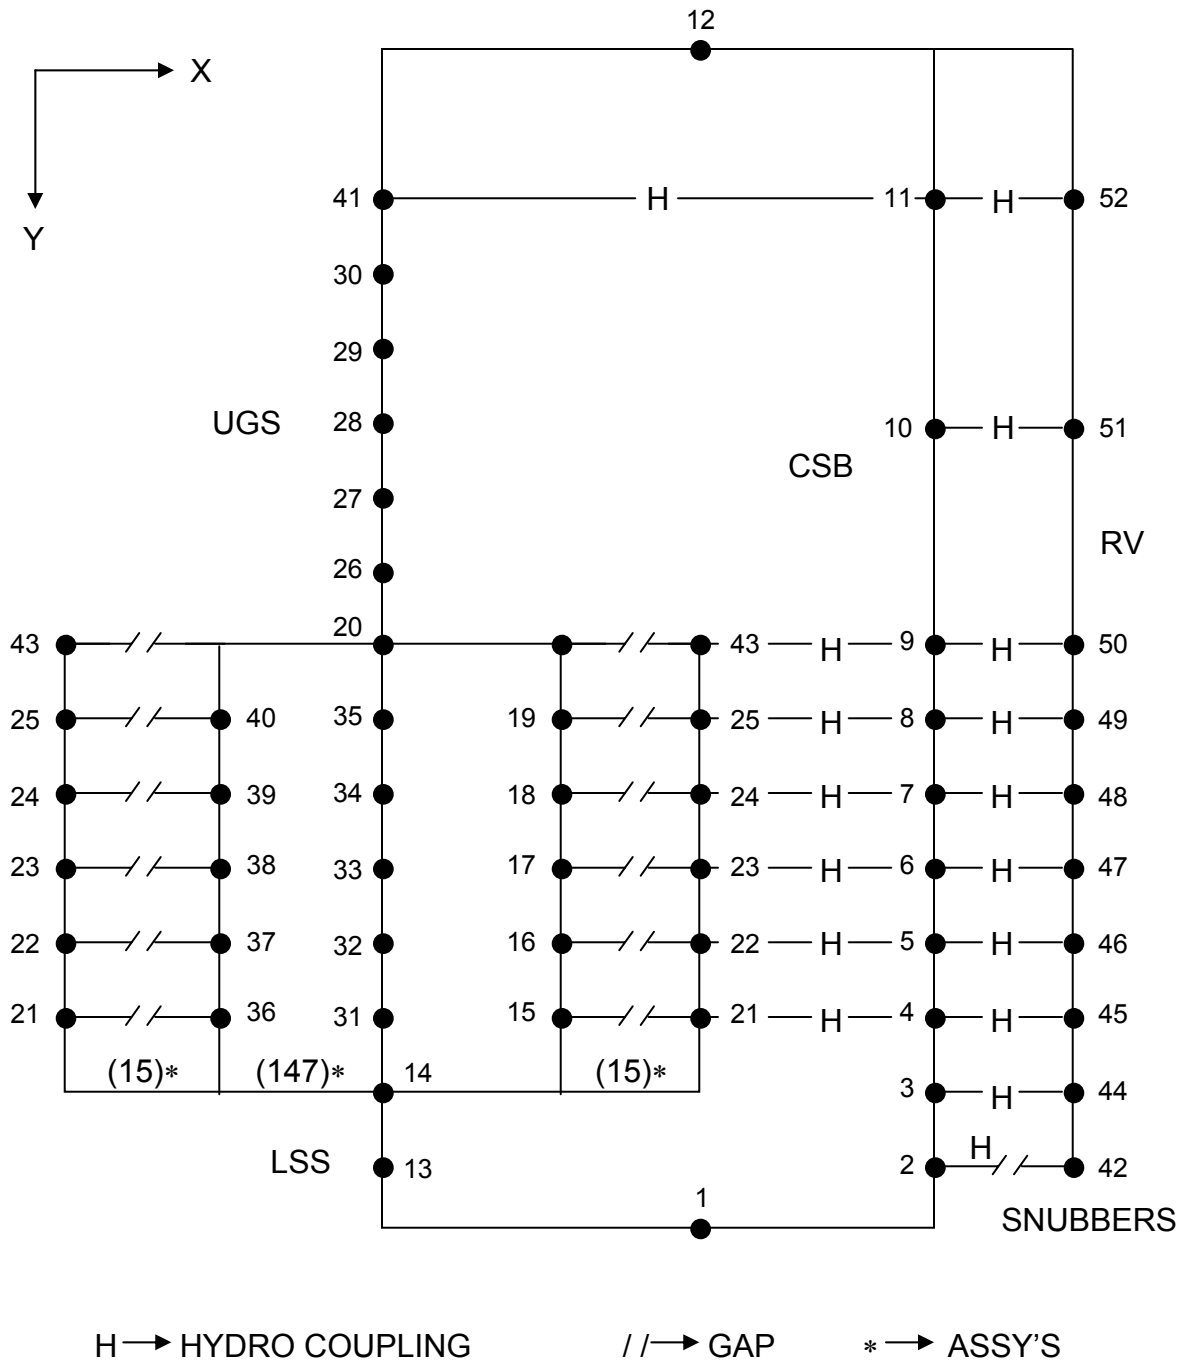 12
X
41 H 11 H 52
Y
30
29
UGS 28 10 H 51
CSB
27
RV
26
20
43 // // 43 H 9 H 50
25 // 40 35 19 // 25 H 8 H 49
24 // 39 34 18 // 24 H 7 H 48
23 // 38 33 17 // 23 H 6 H 47
22 // 37 32 16 // 22 H 5 H 46
21 // 36 31 15 // 21 H 4 H 45
(15)* (147)* 14 (15)* 3 H 44
LSS 13 2 H // 42
1
SNUBBERS
H → HYDRO COUPLING / / → GAP * → ASSY'S